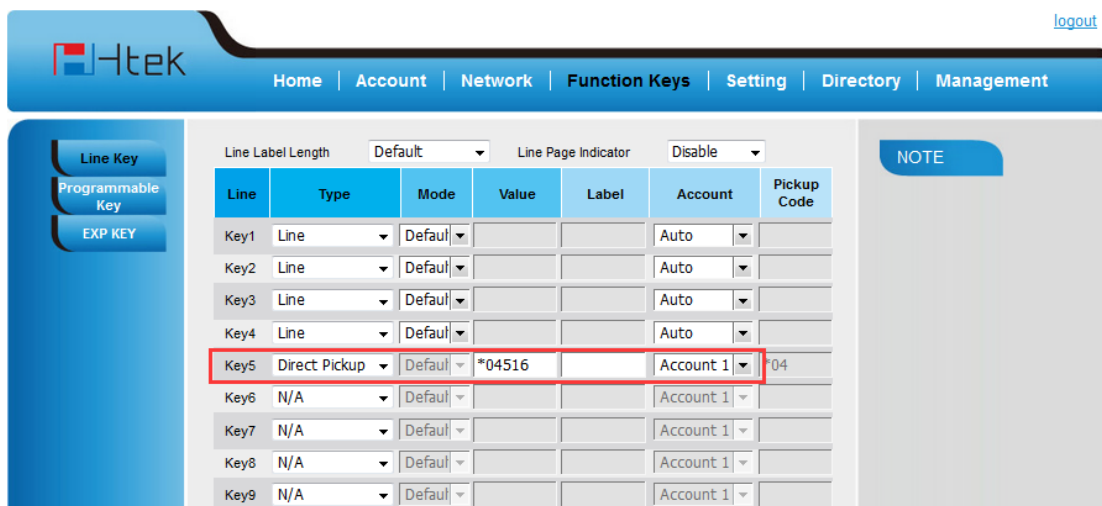 logout
Htek
Home | Account | Network | Function Keys | Setting | Directory | Management
Line Key
Programmable Key
EXP KEY
Line Label Length Default Line Page Indicator Disable
NOTE
Line Type Mode Value Label Account Pickup Code
Key1 Line Defaul Auto
Key2 Line Defaul Auto
Key3 Line Defaul Auto
Key4 Line Defaul Auto
Key5 Direct Pickup Defaul *04516 Account 1 *04
Key6 N/A Defaul Account 1
Key7 N/A Defaul Account 1
Key8 N/A Defaul Account 1
Key9 N/A Defaul Account 1